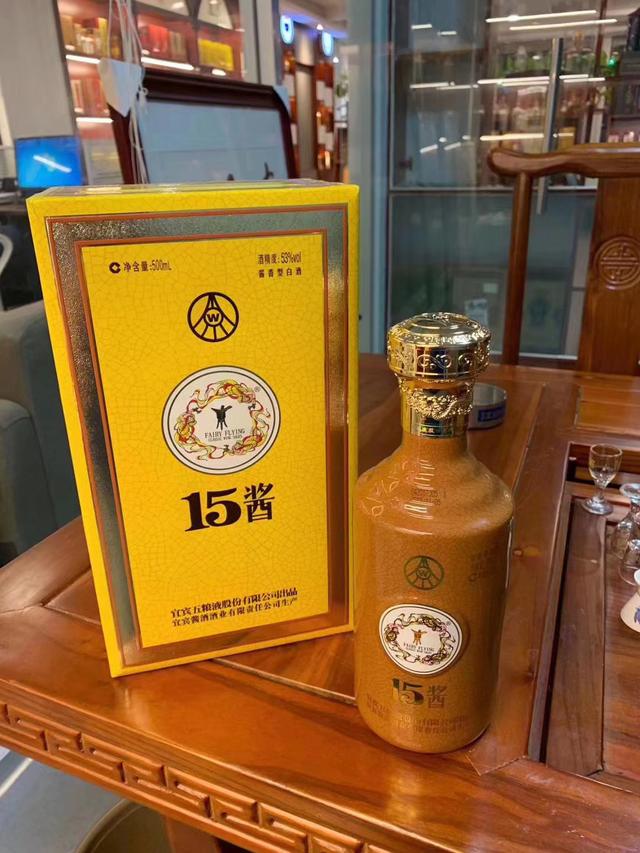 净含量:500mL
酒精度:53%vol
酱香型白酒
W
FAIRY FLYING
15酱
宜宾五粮液股份有限公司出品
宜宾酱酒酒业有限责任公司生产
W
FAIRY FLYING
15酱